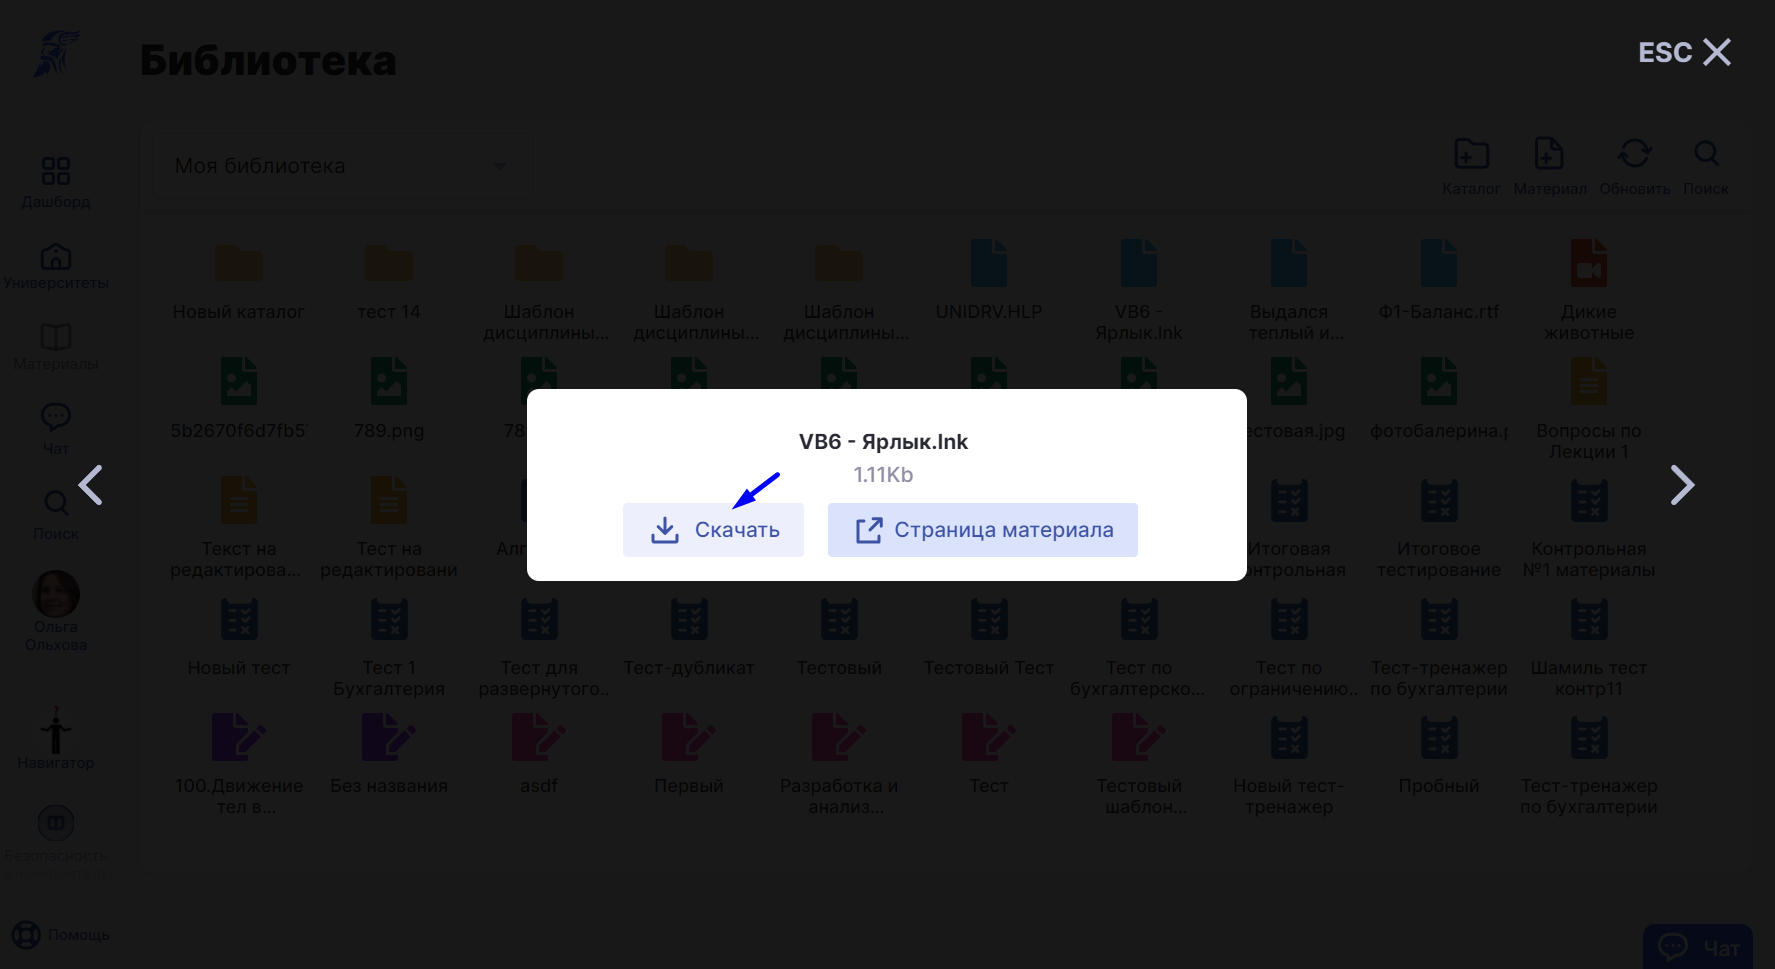 Библиотека
ESC
Моя библиотека
Каталог
Материал
Обновить
Поиск
Дашборд
Университеты
Материалы
Чат
Поиск
Ольга
Ольхова
Навигатор
Безопасность
Помощь
Новый каталог
тест 14
Шаблон
дисциплины...
Шаблон
дисциплины...
Шаблон
дисциплины...
UNIDRV.HLP
VB6 -
Ярлык.lnk
Выдался
теплый и...
Ф1-Баланс.rtf
Дикие
животные
5b2670f6d7fb5
789.png
78
естовая.jpg
фотобалерина.
Вопросы по
Лекции 1
VB6 - Ярлык.lnk
1.11Kb
Скачать
Страница материала
Текст на
редактирова...
Тест на
редактировани
Алг
Итоговая
онтрольная
Итоговое
тестирование
Контрольная
№1 материалы
Новый тест
Тест 1
Бухгалтерия
Тест для
развернутого..
Тест-дубликат
Тестовый
Тестовый Тест
Тест по
бухгалтерско...
Тест по
ограничению..
Тест-тренажер
по бухгалтерии
Шамиль тест
контр11
100.Движение
тел в...
Без названия
asdf
Первый
Разработка и
анализ...
Тест
Тестовый
шаблон...
Новый тест-
тренажер
Пробный
Тест-тренажер
по бухгалтерии
Чат